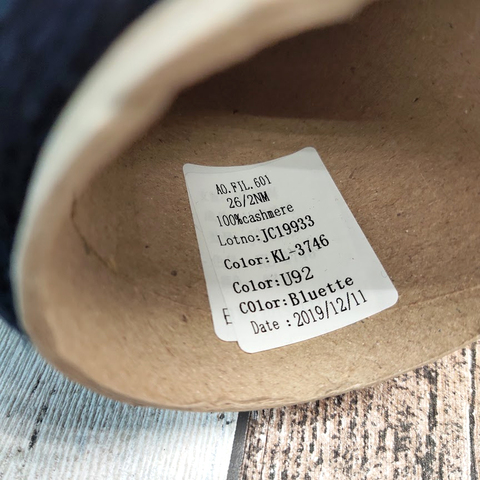 AO.FIL.601
26/2NM
100%cashmere
Lotno:JC19933
Color:KL-3746
Color:U92
COlor:Bluette
Date :2019/12/11
E